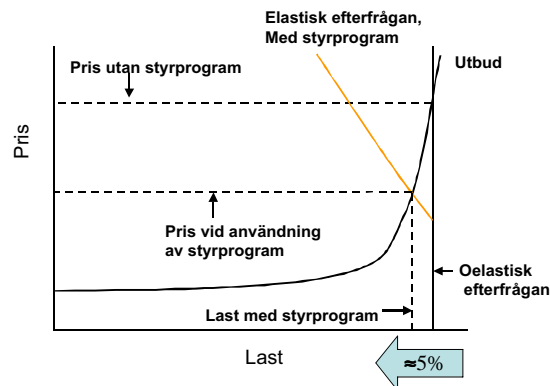 Elastisk efterfrågan,
Med styrprogram
Utbud
Pris utan styrprogram
Pris
Pris vid användning
av styrprogram
Oelastisk
efterfrågan
Last med styrprogram
Last
≈5%